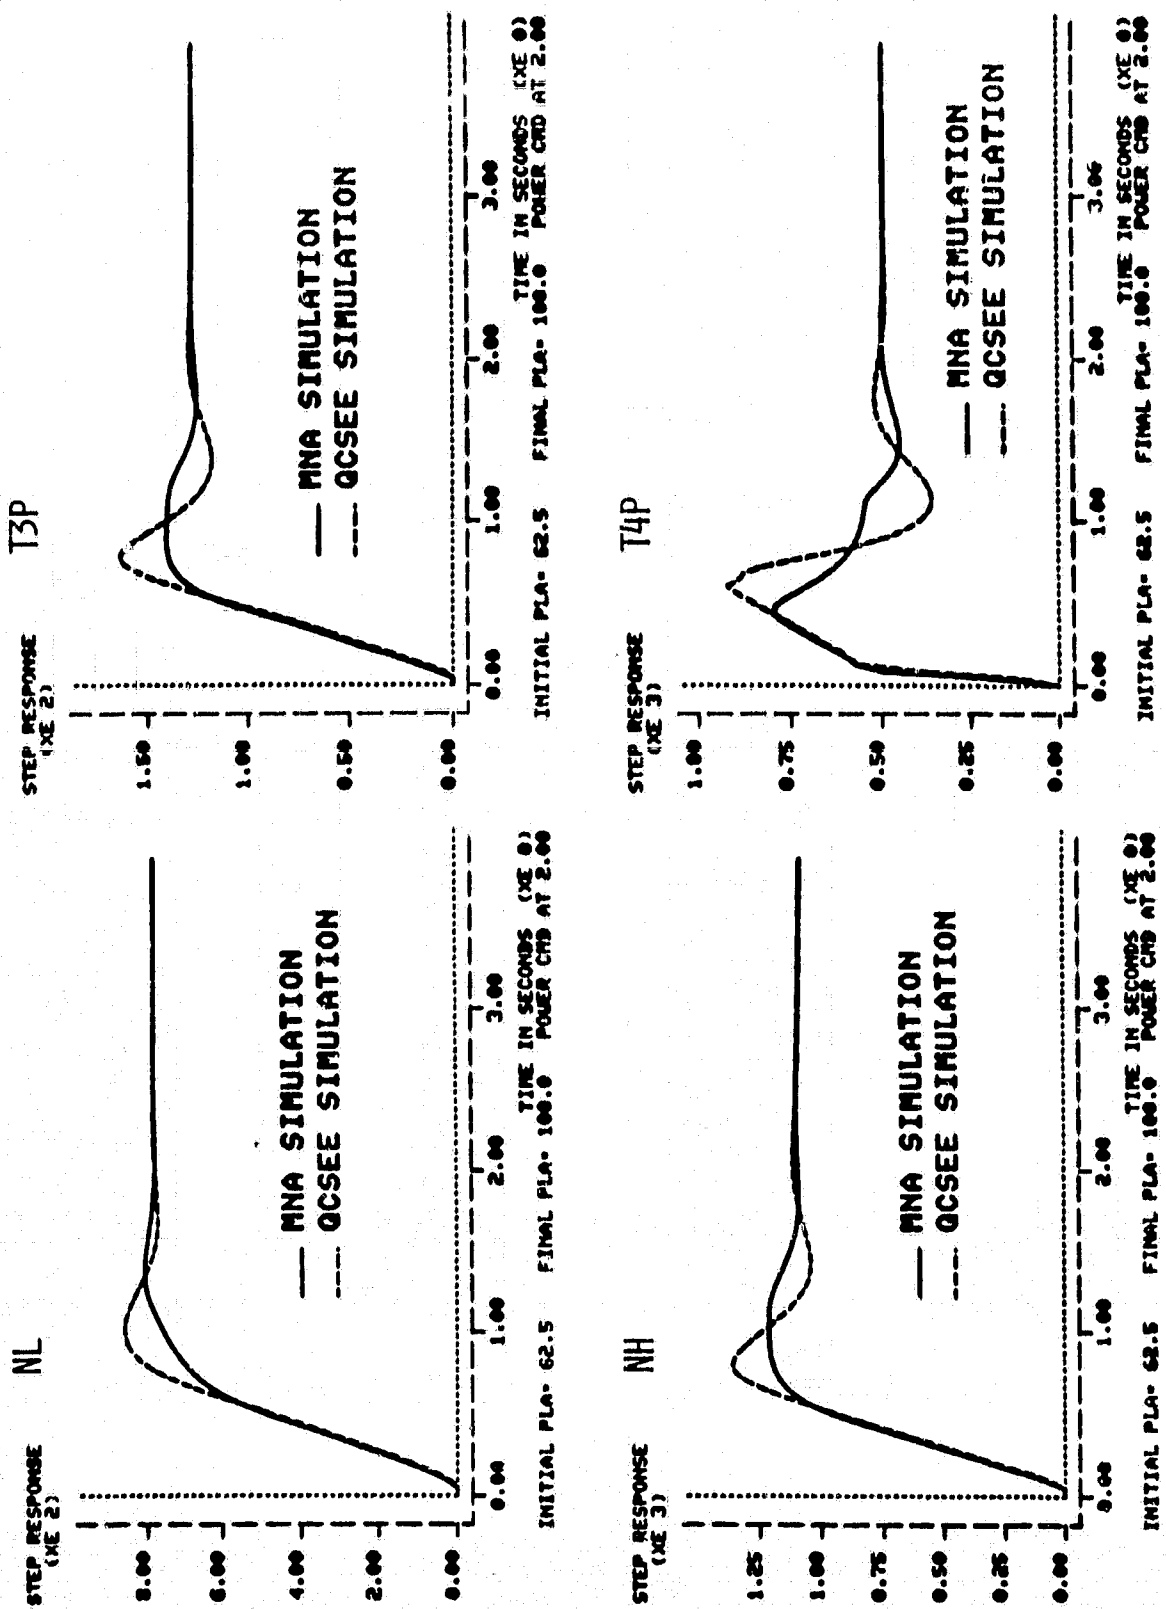 NL
STEP RESPONSE
(XE 2)
8.00
6.00
4.00
2.00
0.00
MNA SIMULATION
QCSEE SIMULATION
0.00 1.00 2.00 3.00
TIME IN SECONDS (XE 0)
INITIAL PLA= 62.5 FINAL PLA= 100.0 POWER CMD AT 2.00
T3P
STEP RESPONSE
(XE 2)
1.50
1.00
0.50
0.00
MNA SIMULATION
QCSEE SIMULATION
0.00 1.00 2.00 3.00
TIME IN SECONDS (XE 0)
INITIAL PLA= 62.5 FINAL PLA= 100.0 POWER CMD AT 2.00
NH
STEP RESPONSE
(XE 3)
1.25
1.00
0.75
0.50
0.25
0.00
MNA SIMULATION
QCSEE SIMULATION
0.00 1.00 2.00 3.00
TIME IN SECONDS (XE 0)
INITIAL PLA= 62.5 FINAL PLA= 100.0 POWER CMD AT 2.00
T4P
STEP RESPONSE
(XE 3)
1.00
0.75
0.50
0.25
0.00
MNA SIMULATION
QCSEE SIMULATION
0.00 1.00 2.00 3.00
TIME IN SECONDS (XE 0)
INITIAL PLA= 62.5 FINAL PLA= 100.0 POWER CMD AT 2.00